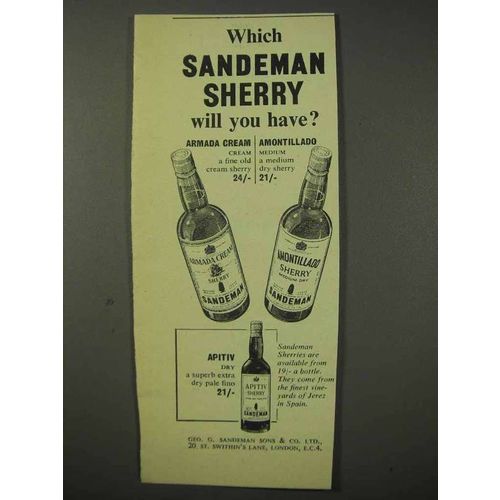 Which
SANDEMAN
SHERRY
will you have?
ARMADA CREAM
CREAM
a fine old
cream sherry
24/-
AMONTILLADO
MEDIUM
a medium
dry sherry
21/-
ARMADA CREAM
SHERRY
SANDEMAN
AMONTILLADO
SHERRY
MEDIUM DRY
SANDEMAN
APITIV
DRY
a superb extra
dry pale fino
21/-
APITIV
SHERRY
SANDEMAN
Sandeman
Sherries are
available from
19/- a bottle.
They come from
the finest vine-
yards of Jerez
in Spain.
GEO. G. SANDEMAN SONS & CO. LTD.,
20 ST. SWITHIN'S LANE, LONDON, E.C.4.